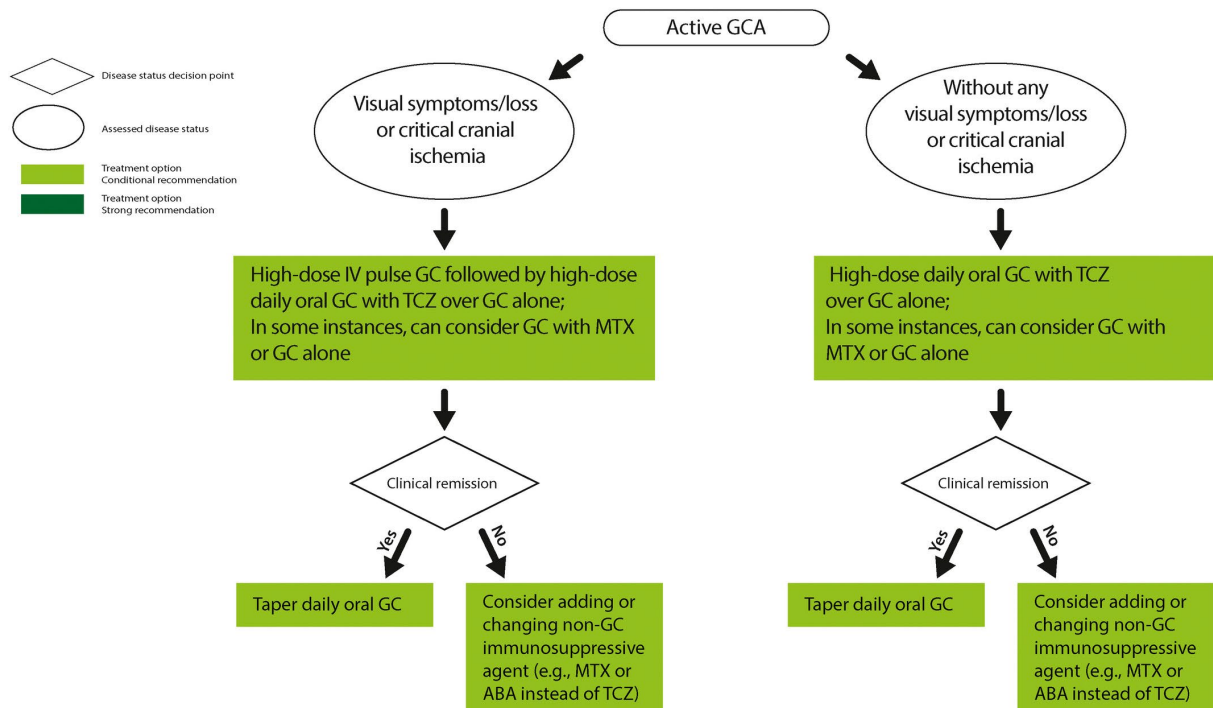 Active GCA
Disease status decision point
Assessed disease status
Treatment option
Conditional recommendation
Treatment option
Strong recommendation
Visual symptoms/loss
or critical cranial
ischemia
Without any
visual symptoms/loss
or critical cranial
ischemia
High-dose IV pulse GC followed by high-dose
daily oral GC with TCZ over GC alone;
In some instances, can consider GC with MTX
or GC alone
High-dose daily oral GC with TCZ
over GC alone;
In some instances, can consider GC with
MTX or GC alone
Clinical remission
Clinical remission
Yes
No
Yes
No
Taper daily oral GC
Consider adding or
changing non-GC
immunosuppressive
agent (e.g., MTX or
ABA instead of TCZ)
Taper daily oral GC
Consider adding or
changing non-GC
immunosuppressive
agent (e.g., MTX or
ABA instead of TCZ)